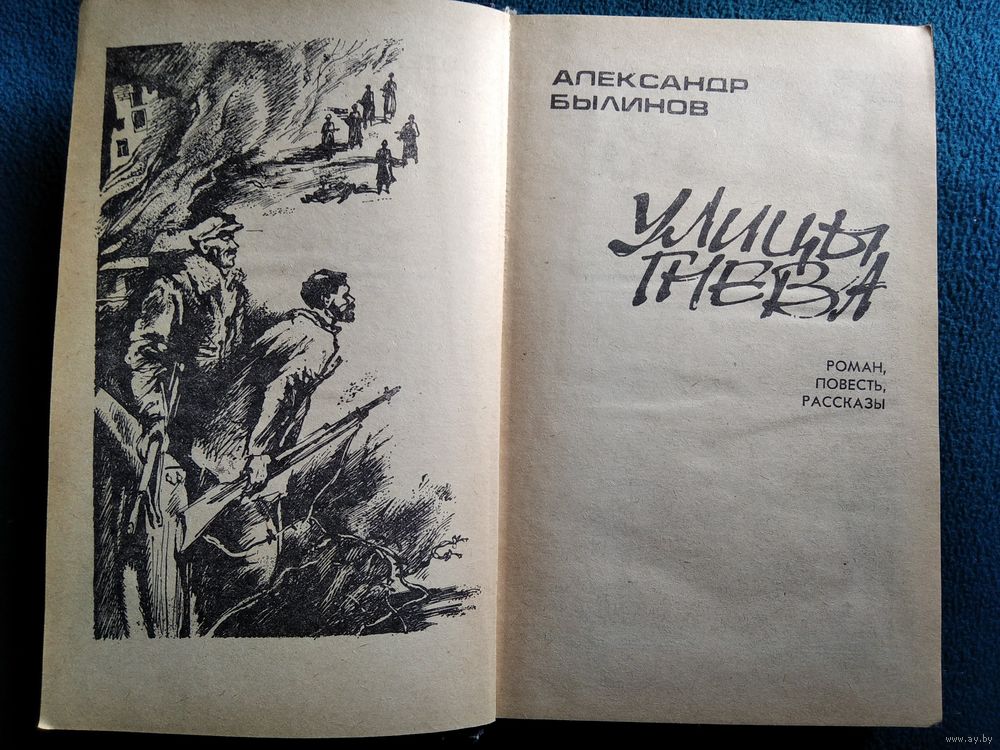 АЛЕКСАНДР
БЫЛИНОВ
УЛИЦЫ
ГНЕВА
РОМАН,
ПОВЕСТЬ,
РАССКАЗЫ
www.ay.by